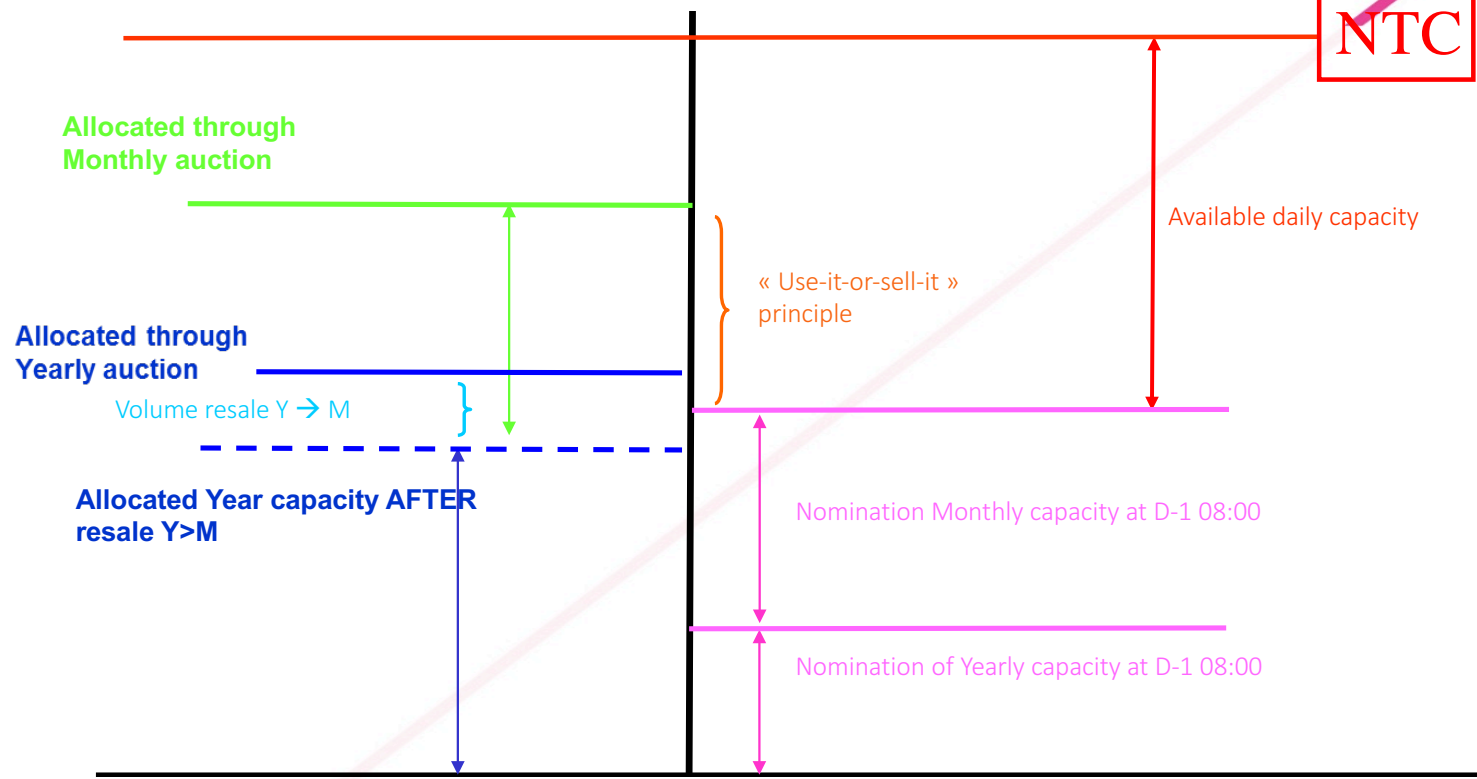 NTC
Allocated through
Monthly auction
Available daily capacity
« Use-it-or-sell-it »
principle
Allocated through
Yearly auction
Volume resale Y → M
Allocated Year capacity AFTER
resale Y>M
Nomination Monthly capacity at D-1 08:00
Nomination of Yearly capacity at D-1 08:00